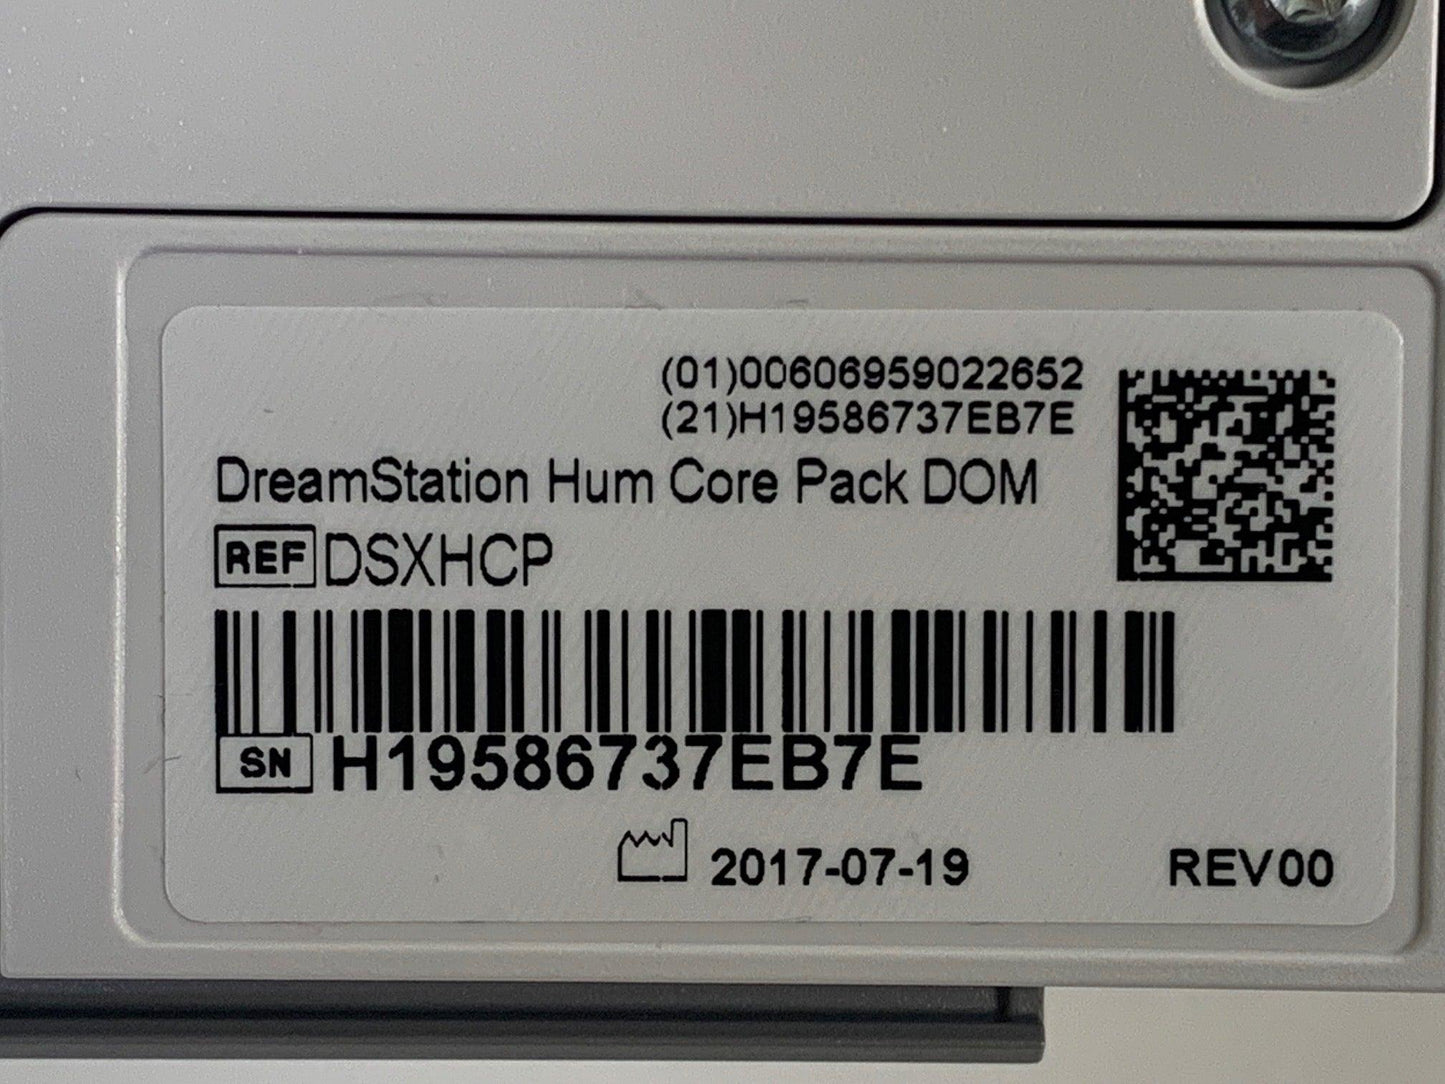 (01)00606959022652
(21)H19586737EB7E
DreamStation Hum Core Pack DOM
REF DSXHCP
SN H19586737EB7E
2017-07-19 REV00